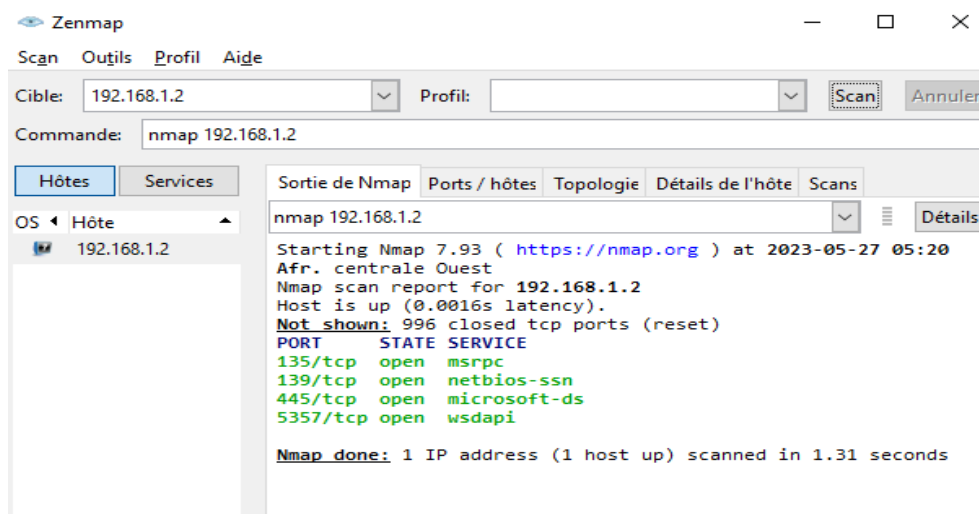 Zenmap
Scan Outils Profil Aide
Cible: 192.168.1.2 Profil: Scan Annuler
Commande: nmap 192.168.1.2
Hôtes Services Sortie de Nmap Ports / hôtes Topologie Détails de l'hôte Scans
OS Hôte nmap 192.168.1.2 Détails
192.168.1.2
Starting Nmap 7.93 ( https://nmap.org ) at 2023-05-27 05:20
Afr. centrale Ouest
Nmap scan report for 192.168.1.2
Host is up (0.0016s latency).
Not shown: 996 closed tcp ports (reset)
PORT STATE SERVICE
135/tcp open msrpc
139/tcp open netbios-ssn
445/tcp open microsoft-ds
5357/tcp open wsdapi
Nmap done: 1 IP address (1 host up) scanned in 1.31 seconds